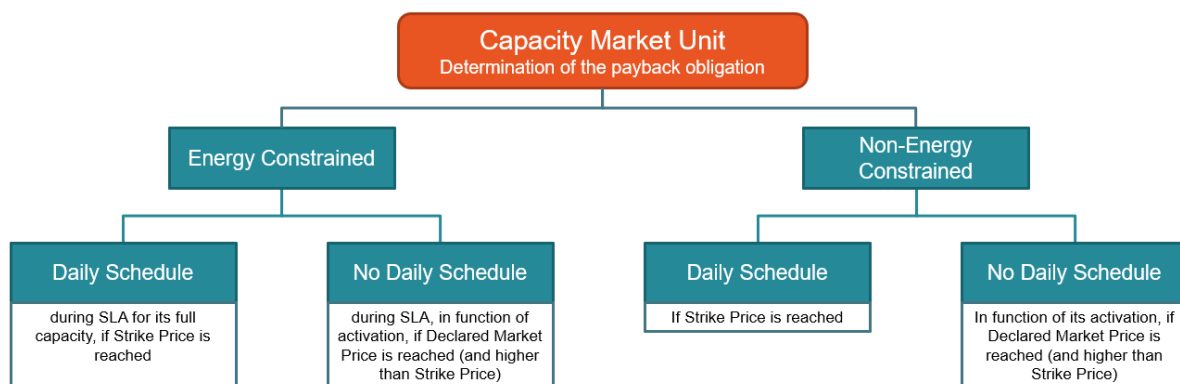 Capacity Market Unit
Determination of the payback obligation
Energy Constrained
Non-Energy
Constrained
Daily Schedule
during SLA for its full
capacity, if Strike Price is
reached
No Daily Schedule
during SLA, in function of
activation, if Declared Market
Price is reached (and higher
than Strike Price)
Daily Schedule
If Strike Price is reached
No Daily Schedule
In function of its activation, if
Declared Market Price is
reached (and higher than
Strike Price)